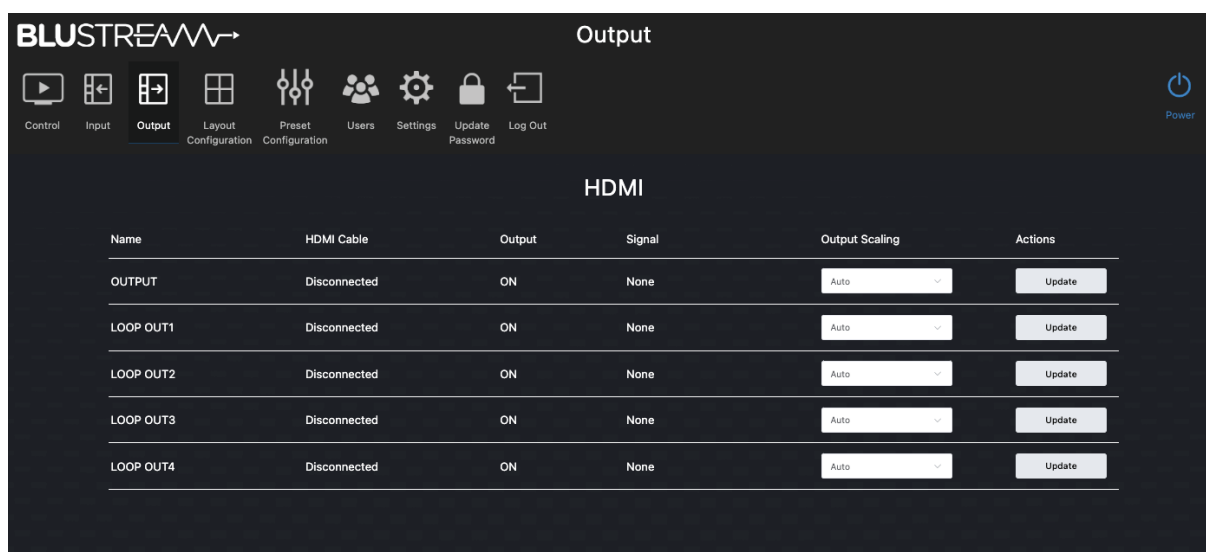 BLUSTREAM
Output
Control Input Output Layout Configuration Preset Configuration Users Settings Update Password Log Out
Power
HDMI
Name HDMI Cable Output Signal Output Scaling Actions
OUTPUT Disconnected ON None Auto Update
LOOP OUT1 Disconnected ON None Auto Update
LOOP OUT2 Disconnected ON None Auto Update
LOOP OUT3 Disconnected ON None Auto Update
LOOP OUT4 Disconnected ON None Auto Update